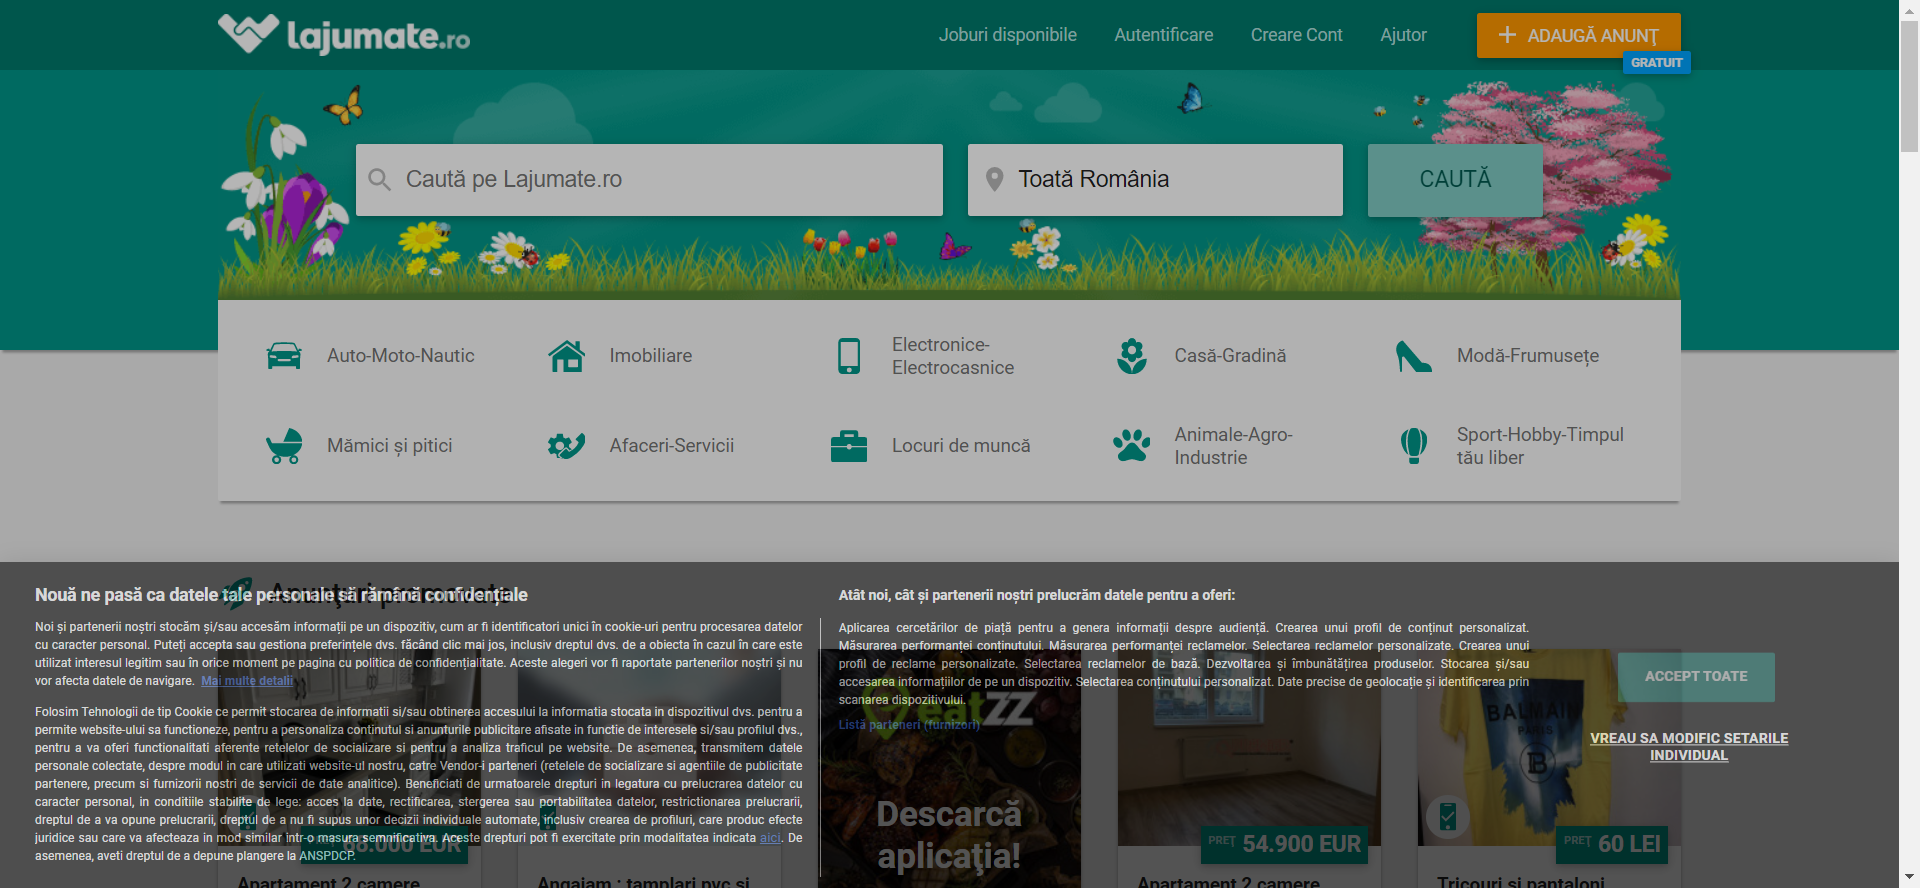 Lajumate.ro
Joburi disponibile
Autentificare
Creare Cont
Ajutor
ADAUGĂ ANUNȚ
GRATUIT
Caută pe Lajumate.ro
Toată România
CAUTĂ
Auto-Moto-Nautic
Imobiliare
Electronice-
Electrocasnice
Casă-Gradină
Modă-Frumusețe
Mămici și pitici
Afaceri-Servicii
Locuri de muncă
Animale-Agro-
Industrie
Sport-Hobby-Timpul
tău liber
Nouă ne pasă ca datele tale personale să rămână confidențiale
Noi și partenerii noștri stocăm și/sau accesăm informații pe un dispozitiv, cum ar fi identificatori unici în cookie-uri pentru procesarea datelor
cu caracter personal. Puteți accepta sau gestiona preferințele dvs. făcând clic mai jos, inclusiv dreptul dvs. de a obiecta în cazul în care este
utilizat interesul legitim sau în orice moment pe pagina cu politica de confidențialitate. Aceste alegeri vor fi raportate partenerilor noștri și nu
vor afecta datele de navigare. Mai multe detalii
Folosim Tehnologii de tip Cookie ce permit stocarea de informatii si/sau obtinerea accesului la informatia stocata in dispozitivul dvs. pentru a
permite website-ului sa functioneze, pentru a personaliza continutul si anunturile publicitare afisate in functie de interesele si/sau profilul dvs.,
pentru a va oferi functionalitati aferente retelelor de socializare si pentru a analiza traficul pe website. De asemenea, transmitem datele
personale colectate, despre modul in care utilizati website-ul nostru, catre Vendor-i parteneri (retelele de socializare si agentiile de publicitate
partenere, precum si furnizorii nostri de servicii de date analitice). Beneficiati de urmatoarele drepturi in legatura cu prelucrarea datelor cu
caracter personal, in conditiile stabilite de lege: acces la date, rectificarea, stergerea sau portabilitatea datelor, restrictionarea prelucrarii,
dreptul de a va opune prelucrarii, dreptul de a nu fi supus unor decizii individuale automate, inclusiv crearea de profiluri, care produc efecte
juridice sau care va afecteaza in mod similar intr-o masura semnificativa. Aceste drepturi pot fi exercitate prin modalitatea indicata aici. De
asemenea, aveti dreptul de a depune plangere la ANSPDCP.
Atât noi, cât și partenerii noștri prelucrăm datele pentru a oferi:
Aplicarea cercetărilor de piață pentru a genera informații despre audiență. Crearea unui profil de conținut personalizat.
Măsurarea performanței conținutului. Măsurarea performanței reclamelor. Selectarea reclamelor personalizate. Crearea unui
profil de reclame personalizate. Selectarea reclamelor de bază. Dezvoltarea și îmbunătățirea produselor. Stocarea și/sau
accesarea informațiilor de pe un dispozitiv. Selectarea conținutului personalizat. Date precise de geolocație și identificarea prin
scanarea dispozitivului.
Listă parteneri (furnizori)
ACCEPT TOATE
VREAU SA MODIFIC SETARILE
INDIVIDUAL
Anunțuri promovate
eatZZ
Descarcă
aplicația!
BALMAIN
PARIS
68.000 EUR
PREȚ 54.900 EUR
PREȚ 60 LEI
Apartament 2 camere
Angajam : tamplari pvc si
Apartament 2 camere
Tricouri si pantaloni